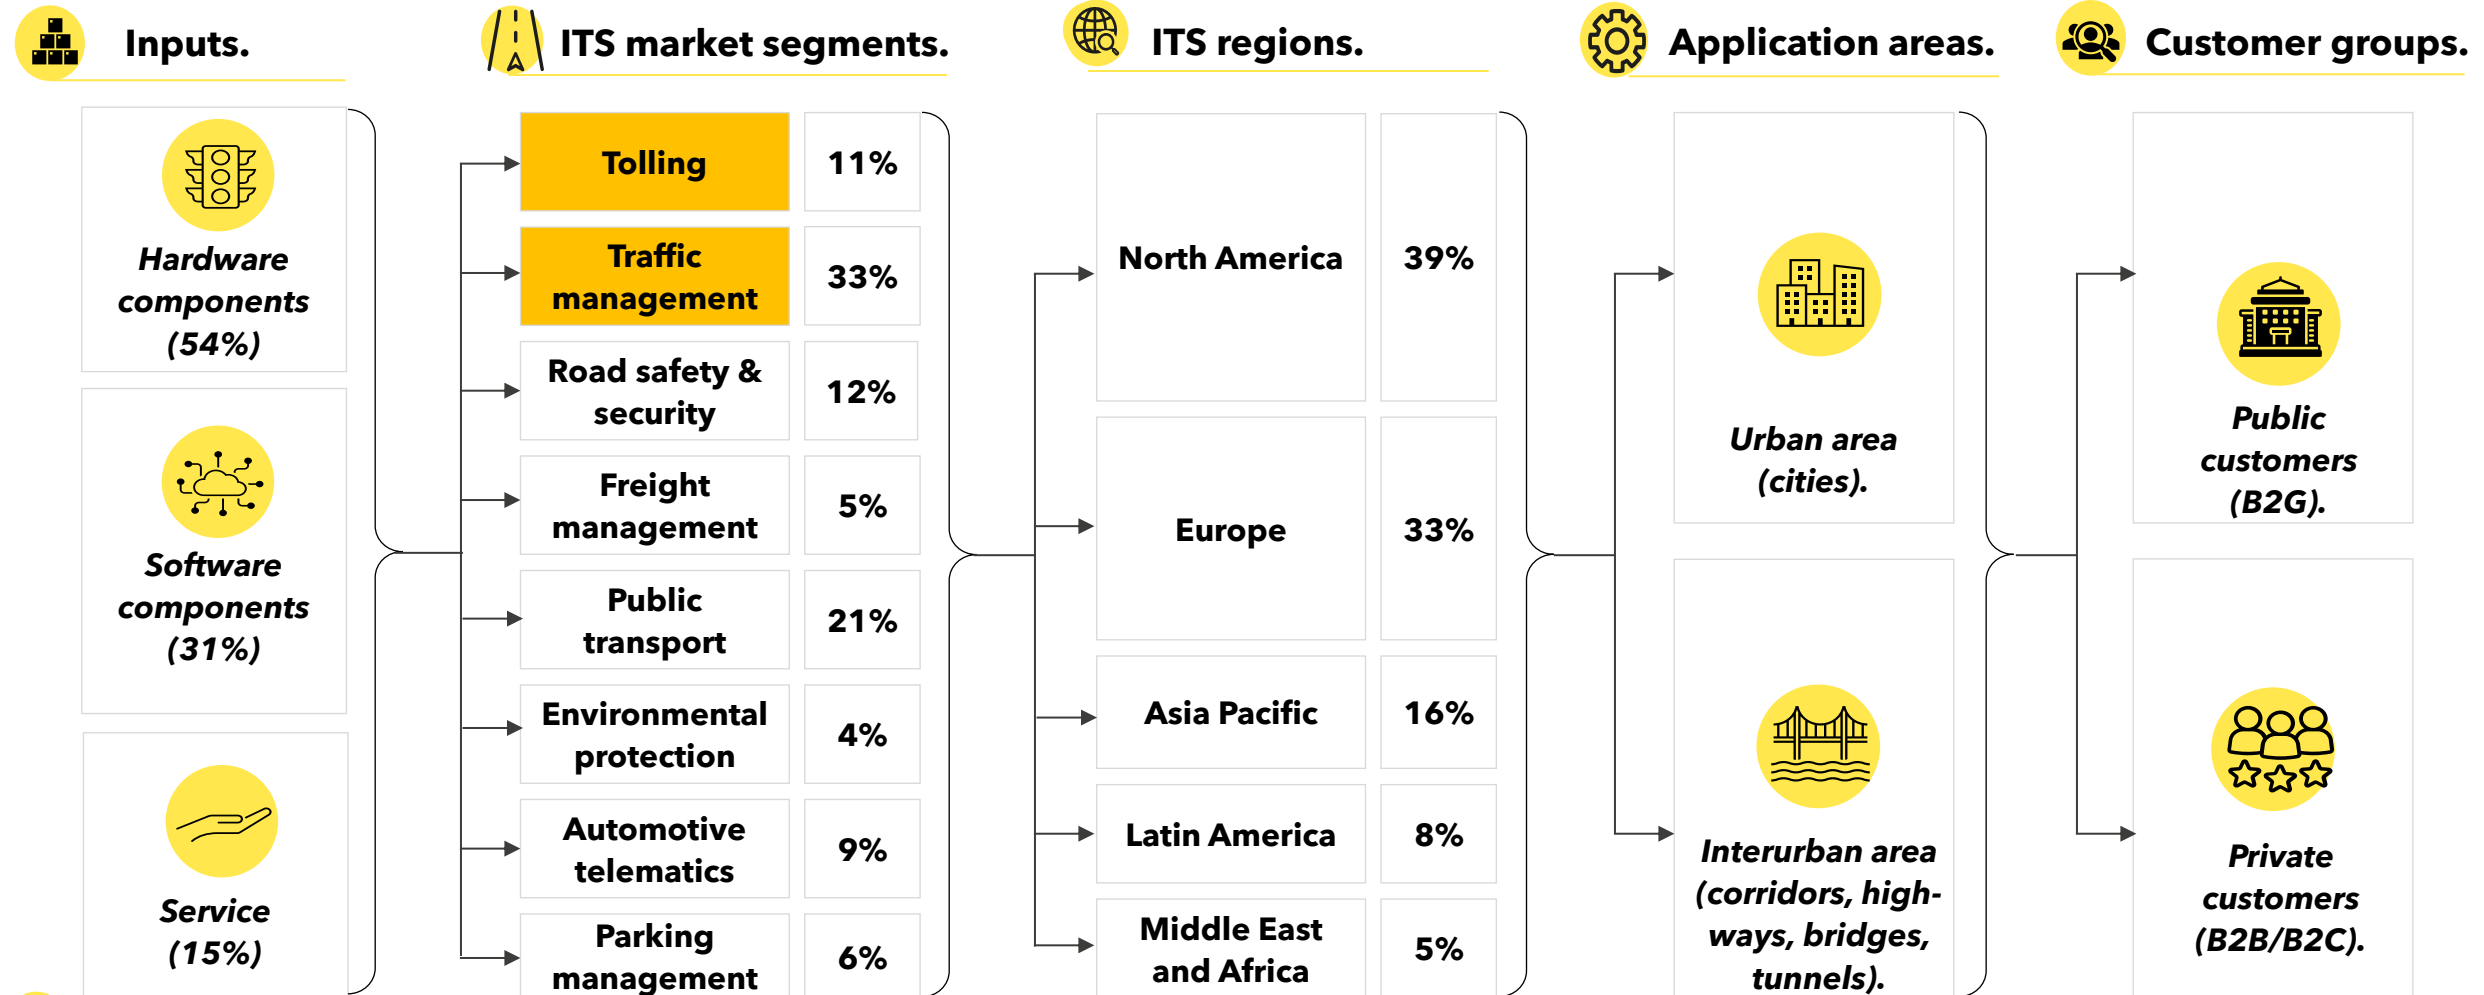 Inputs.
ITS market segments.
ITS regions.
Application areas.
Customer groups.
Hardware
components
(54%)
Software
components
(31%)
Service
(15%)
Tolling
11%
Traffic
management
33%
Road safety &
security
12%
Freight
management
5%
Public
transport
21%
Environmental
protection
4%
Automotive
telematics
9%
Parking
management
6%
North America
39%
Europe
33%
Asia Pacific
16%
Latin America
8%
Middle East
and Africa
5%
Urban area
(cities).
Interurban area
(corridors, high-
ways, bridges,
tunnels).
Public
customers
(B2G).
Private
customers
(B2B/B2C).